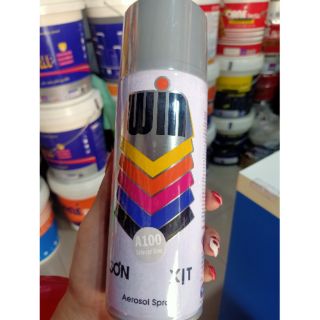 Win
A100
SƠN XỊT
Aerosol Spray